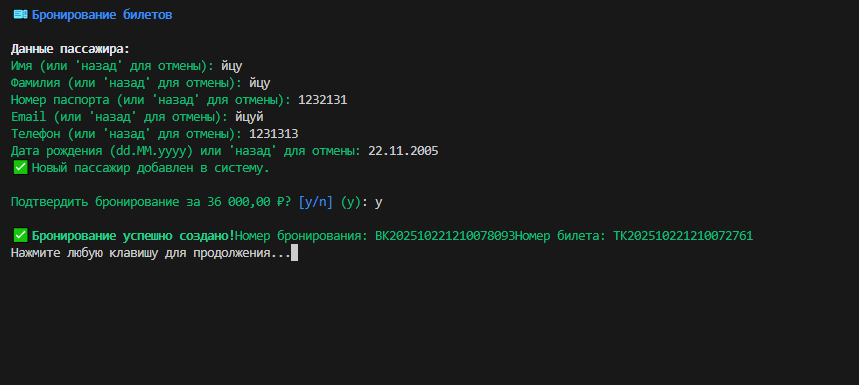 🎫 Бронирование билетов
Данные пассажира:
Имя (или 'назад' для отмены): йцу
Фамилия (или 'назад' для отмены): йцу
Номер паспорта (или 'назад' для отмены): 1232131
Email (или 'назад' для отмены): йцуй
Телефон (или 'назад' для отмены): 1231313
Дата рождения (dd.MM.yyyy) или 'назад' для отмены: 22.11.2005
✅ Новый пассажир добавлен в систему.
Подтвердить бронирование за 36 000,00 ₽? [y/n] (y): y
✅ Бронирование успешно создано!Номер бронирования: BK202510221210078093Номер билета: TK202510221210072761
Нажмите любую клавишу для продолжения...